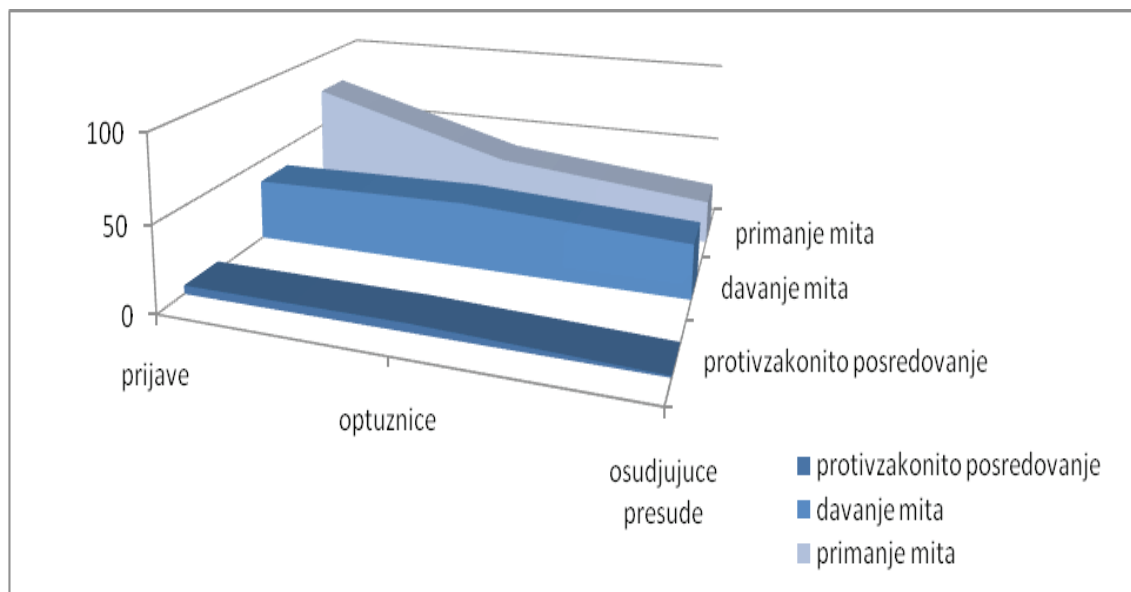 100
50
0
prijave
optuznice
osudjujuce
presude
primanje mita
davanje mita
protivzakonito posredovanje
protivzakonito posredovanje
davanje mita
primanje mita